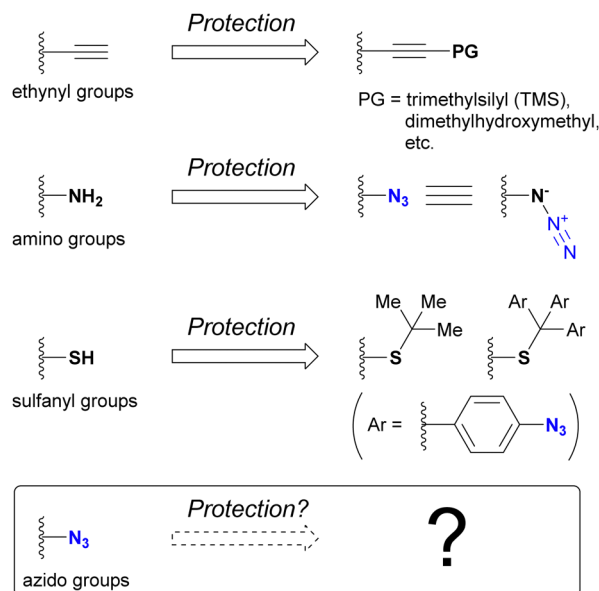 Protection
PG
ethynyl groups
PG = trimethylsilyl (TMS),
dimethylhydroxymethyl,
etc.
Protection
NH₂
N₃
N⁻
N⁺
N
amino groups
Protection
Me Me Ar Ar
Me Ar
SH
S S
sulfanyl groups
Ar =
N₃
Protection?
N₃
?
azido groups